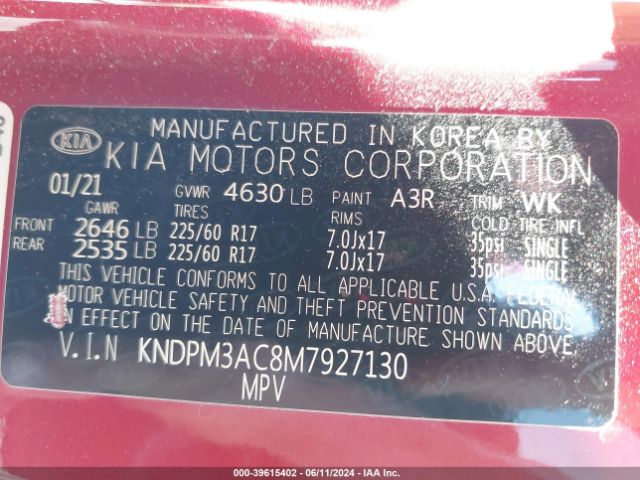 KIA
MANUFACTURED IN KOREA BY
KIA MOTORS CORPORATION
01/21 GVWR 4630 LB PAINT A3R TRIM WK
GAWR TIRES RIMS COLD TIRE INFL
FRONT 2646 LB 225/60 R17 7.0Jx17 35psi SINGLE
REAR 2535 LB 225/60 R17 7.0Jx17 35psi SINGLE
THIS VEHICLE CONFORMS TO ALL APPLICABLE U.S.A. FEDERAL
MOTOR VEHICLE SAFETY AND THEFT PREVENTION STANDARDS
IN EFFECT ON THE DATE OF MANUFACTURE SHOWN ABOVE.
V.I.N KNDPM3AC8M7927130
MPV
000-39615402 - 06/11/2024 - IAA Inc.